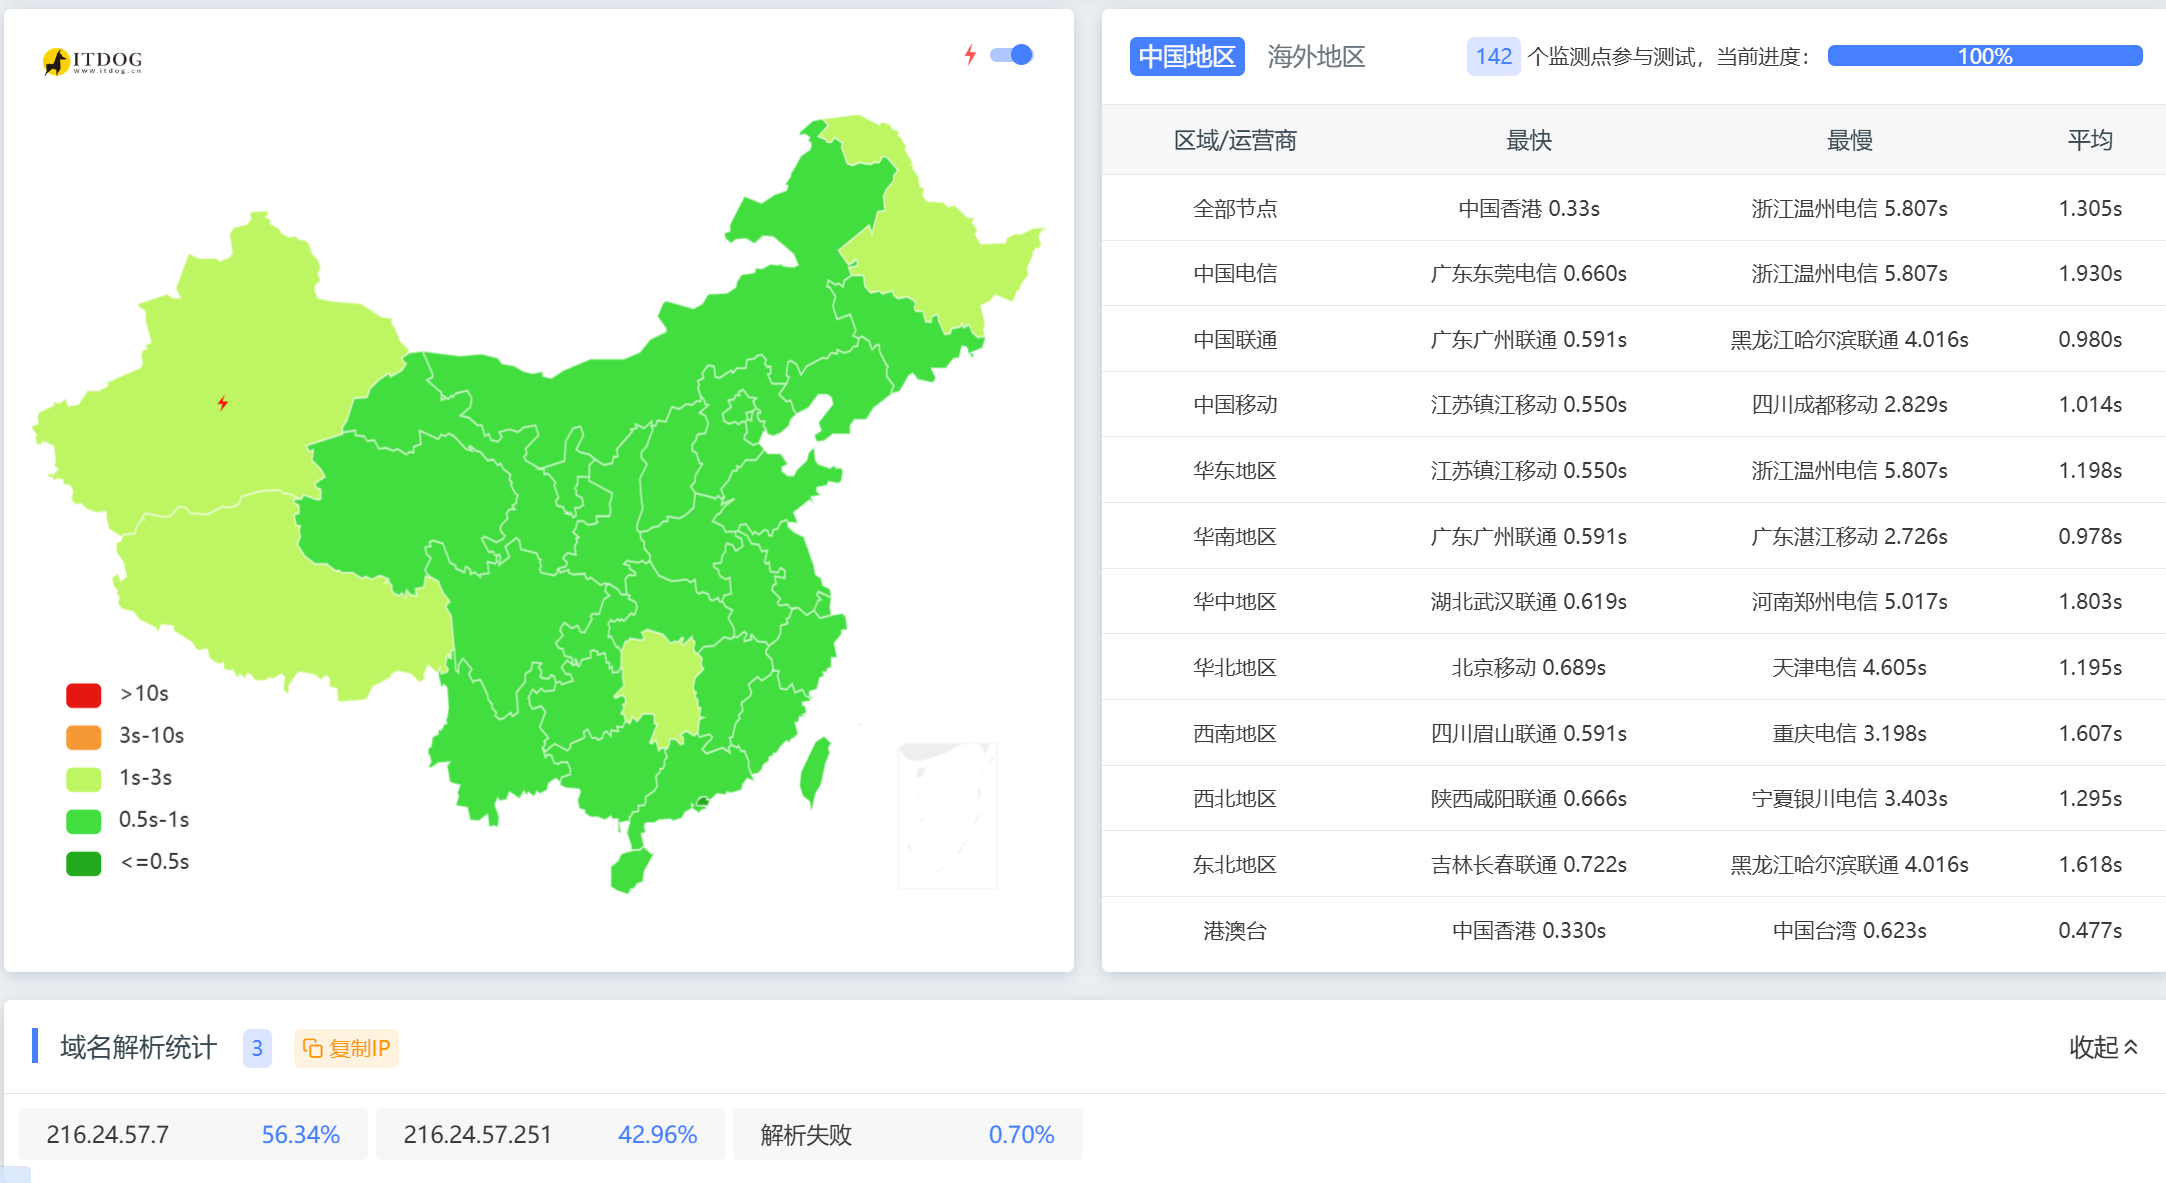 ITDOG
www.itdog.cn
>10s
3s-10s
1s-3s
0.5s-1s
<=0.5s
中国地区 海外地区 142 个监测点参与测试，当前进度： 100%
区域/运营商 最快 最慢 平均
全部节点 中国香港 0.33s 浙江温州电信 5.807s 1.305s
中国电信 广东东莞电信 0.660s 浙江温州电信 5.807s 1.930s
中国联通 广东广州联通 0.591s 黑龙江哈尔滨联通 4.016s 0.980s
中国移动 江苏镇江移动 0.550s 四川成都移动 2.829s 1.014s
华东地区 江苏镇江移动 0.550s 浙江温州电信 5.807s 1.198s
华南地区 广东广州联通 0.591s 广东湛江移动 2.726s 0.978s
华中地区 湖北武汉联通 0.619s 河南郑州电信 5.017s 1.803s
华北地区 北京移动 0.689s 天津电信 4.605s 1.195s
西南地区 四川眉山联通 0.591s 重庆电信 3.198s 1.607s
西北地区 陕西咸阳联通 0.666s 宁夏银川电信 3.403s 1.295s
东北地区 吉林长春联通 0.722s 黑龙江哈尔滨联通 4.016s 1.618s
港澳台 中国香港 0.330s 中国台湾 0.623s 0.477s
域名解析统计 3 复制IP 收起
216.24.57.7 56.34% 216.24.57.251 42.96% 解析失败 0.70%